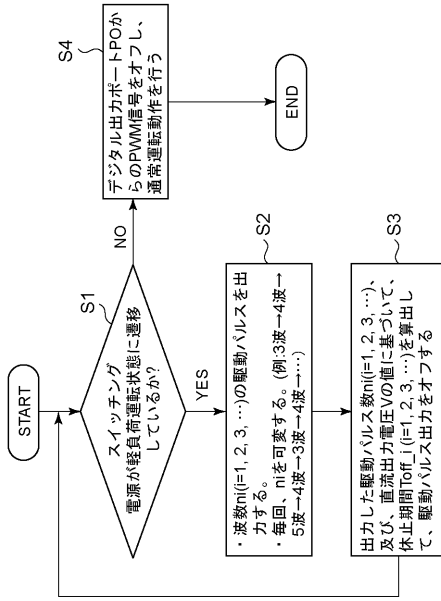 START
S1
スイッチング
電源が軽負荷運転状態に遷移
しているか?
NO
YES
S4
デジタル出力ポートPOか
らのPWM信号をオフし、
通常運転動作を行う
END
S2
・波数ni((i=1, 2, 3, …)の駆動パルスを出
力する。
・毎回、niを可変する。(例:3波→4波→
5波→4波→3波→4波→…)
S3
出力した駆動パルス数ni((i=1, 2, 3, …)、
及び、直流出力電圧Vの値に基づいて、
休止期間Toff_i (i=1, 2, 3, …)を算出し
て、駆動パルス出力をオフする